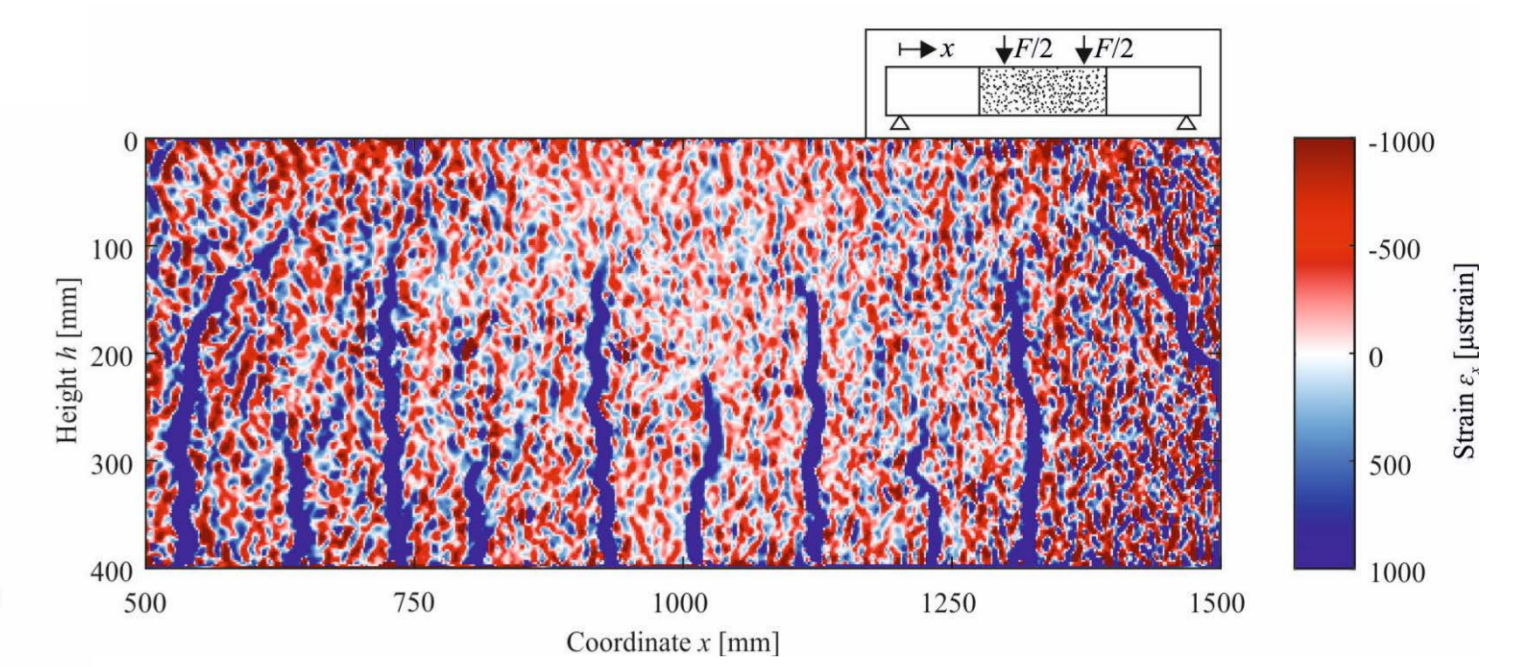 x
F/2
F/2
0
100
200
300
400
Height h [mm]
500
750
1000
1250
1500
Coordinate x [mm]
-1000
-500
0
500
1000
Strain εx [μstrain]